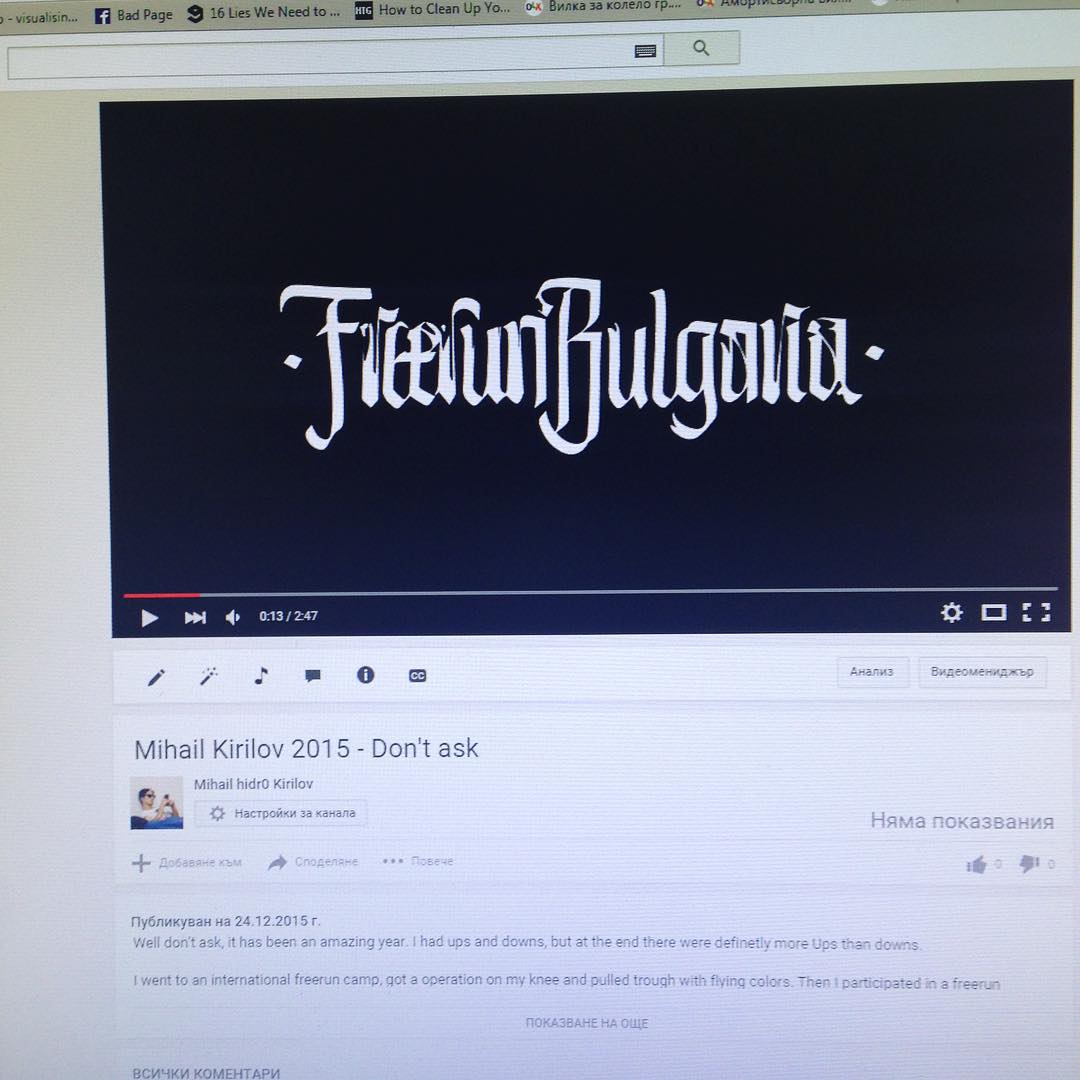 - visualisin...
Bad Page
16 Lies We Need to ...
HTG How to Clean Up Yo...
OLX Вилка за колело гр....
·FreerunBulgaria·
0:13 / 2:47
CC
Анализ
Видеомениджър
Mihail Kirilov 2015 - Don't ask
Mihail hidr0 Kirilov
Настройки за канала
Няма показвания
Добавяне към
Споделяне
Повече
0
0
Публикуван на 24.12.2015 г.
Well don't ask, it has been an amazing year. I had ups and downs, but at the end there were definetly more Ups than downs.
I went to an international freerun camp, got a operation on my knee and pulled trough with flying colors. Then I participated in a freerun
ПОКАЗВАНЕ НА ОЩЕ
ВСИЧКИ КОМЕНТАРИ